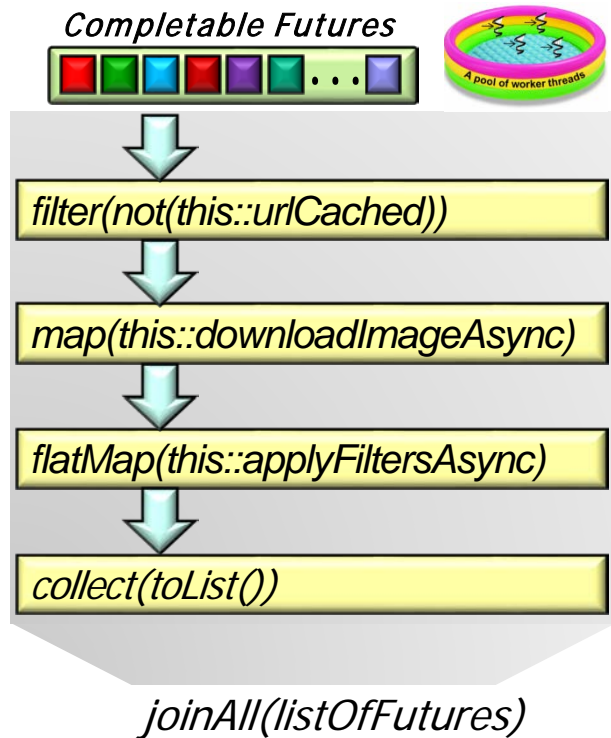 Completable Futures
A pool of worker threads
...
filter(not(this::urlCached))
map(this::downloadImageAsync)
flatMap(this::applyFiltersAsync)
collect(toList())
joinAll(listOfFutures)